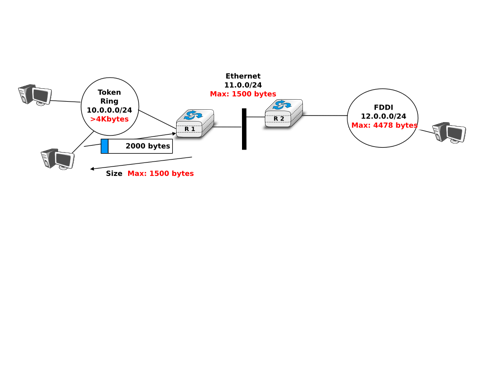 Token
Ring
10.0.0.0/24
>4Kbytes
Ethernet
11.0.0/24
Max: 1500 bytes
R 1
R 2
FDDI
12.0.0.0/24
Max: 4478 bytes
2000 bytes
Size Max: 1500 bytes